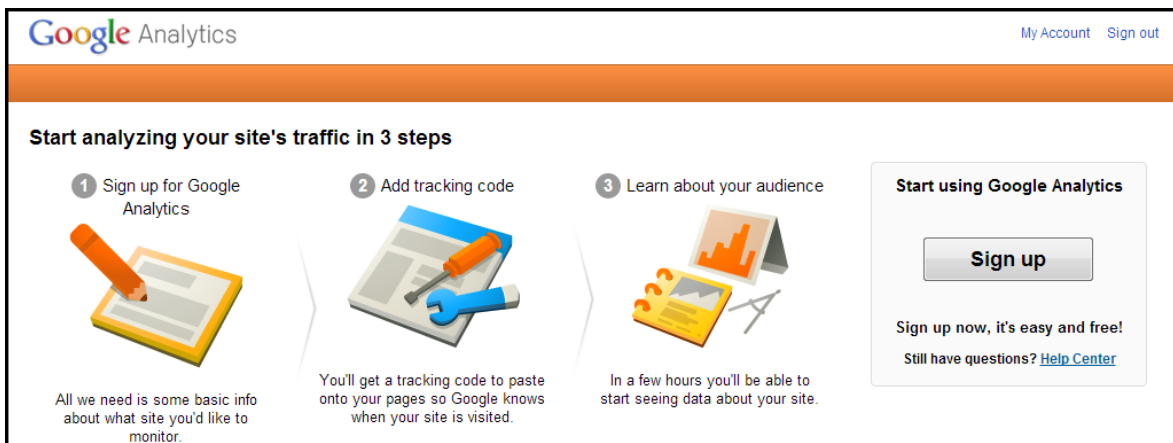 Google Analytics
My Account Sign out
Start analyzing your site's traffic in 3 steps
1 Sign up for Google
Analytics
All we need is some basic info
about what site you'd like to
monitor.
2 Add tracking code
You'll get a tracking code to paste
onto your pages so Google knows
when your site is visited.
3 Learn about your audience
In a few hours you'll be able to
start seeing data about your site.
Start using Google Analytics
Sign up
Sign up now, it's easy and free!
Still have questions? Help Center